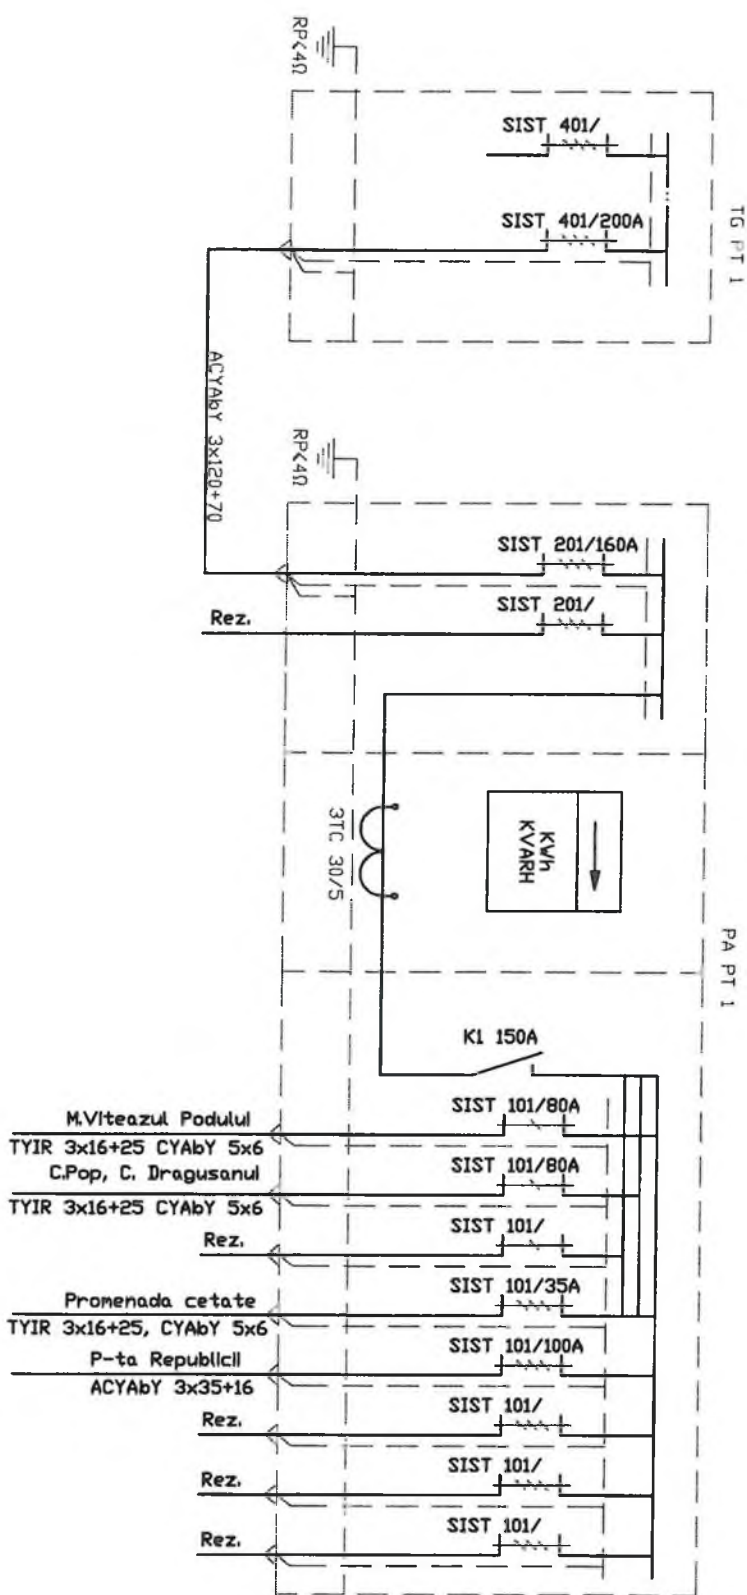 RP<4Ω
SIST 401/
SIST 401/200A
TG PT 1
ACYAbY 3x120+70
RP<4Ω
SIST 201/160A
SIST 201/
Rez.
3TC 30/5
KWh
KVARH
PA PT 1
K1 150A
M.Viteazul Podului
SIST 101/80A
TYIR 3x16+25 CYAbY 5x6
C.Pop, C. Dragusanul
SIST 101/80A
TYIR 3x16+25 CYAbY 5x6
Rez.
SIST 101/
Promenada cetate
SIST 101/35A
TYIR 3x16+25, CYAbY 5x6
P-ta Republicii
SIST 101/100A
ACYAbY 3x35+16
Rez.
SIST 101/
Rez.
SIST 101/
Rez.
SIST 101/